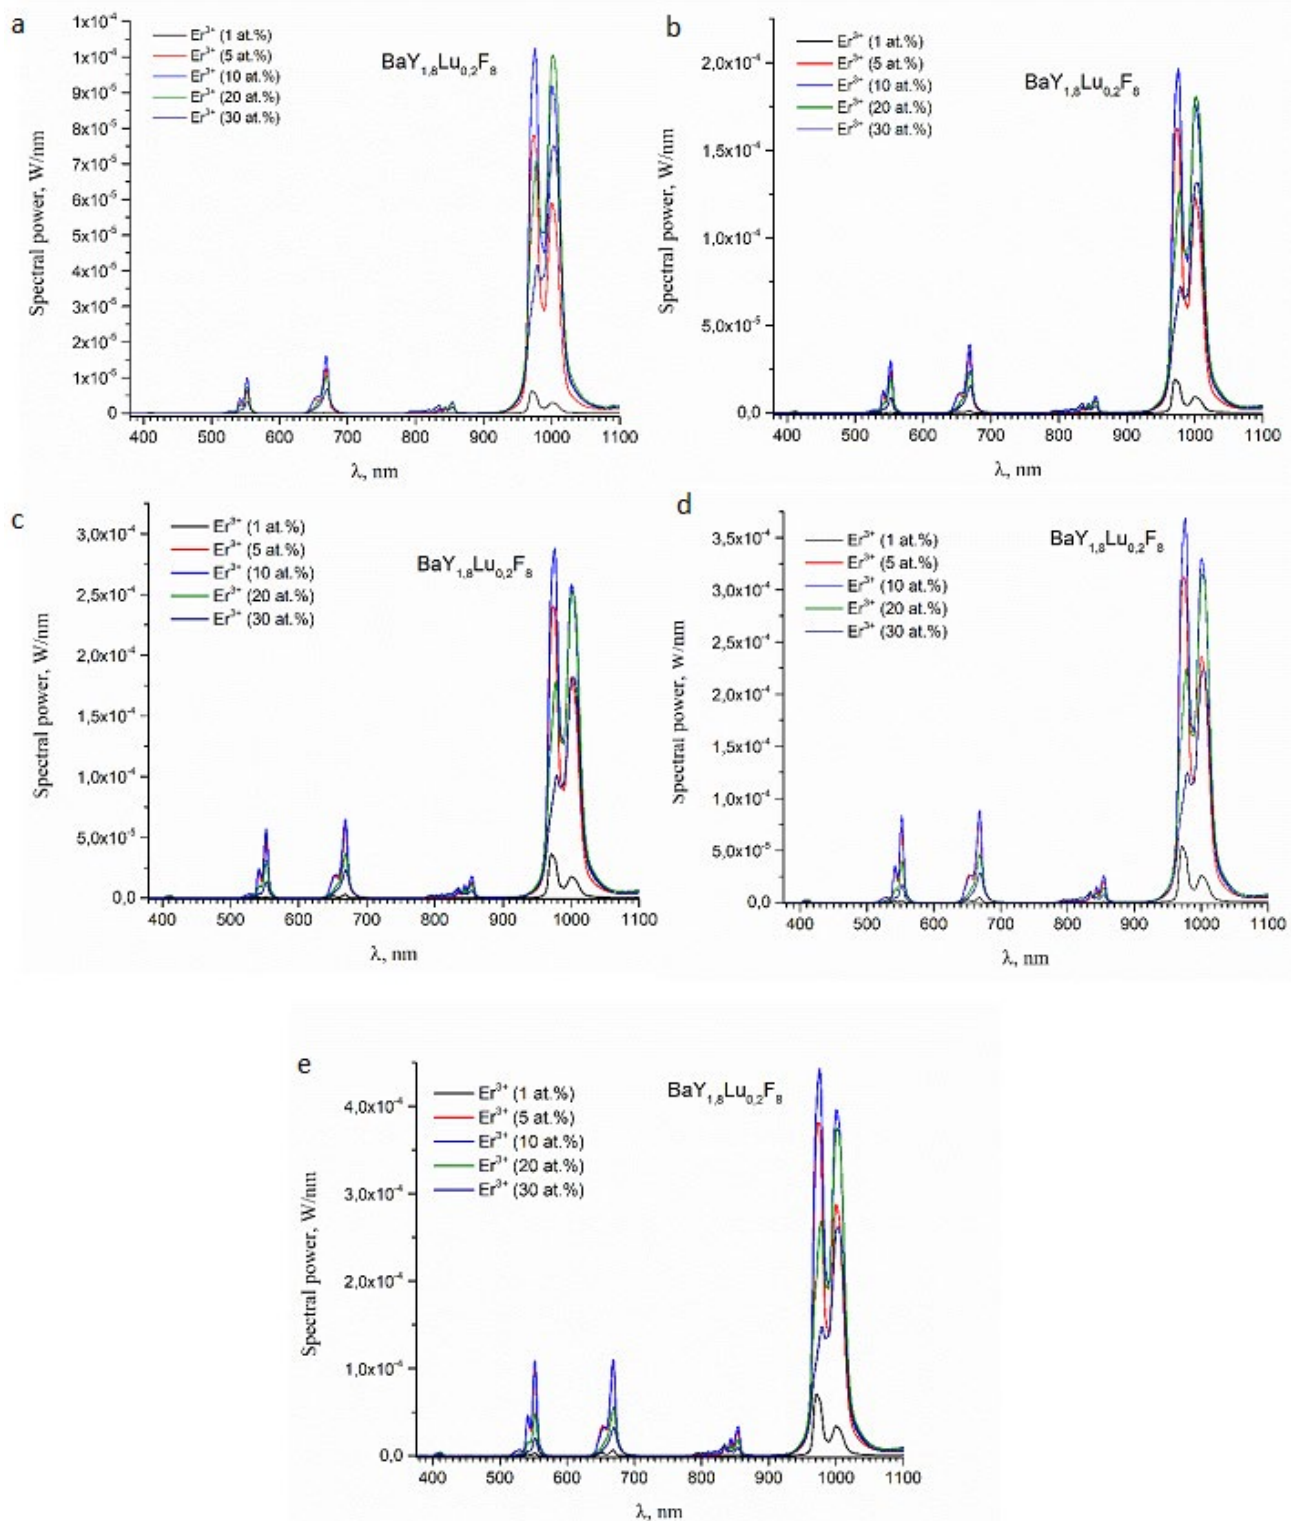 a
1x10⁻⁴
1x10⁻⁴
9x10⁻⁵
8x10⁻⁵
7x10⁻⁵
6x10⁻⁵
5x10⁻⁵
4x10⁻⁵
3x10⁻⁵
2x10⁻⁵
1x10⁻⁵
0
Spectral power, W/nm
Er³⁺ (1 at.%)
Er³⁺ (5 at.%)
Er³⁺ (10 at.%)
Er³⁺ (20 at.%)
Er³⁺ (30 at.%)
BaY₁,₈Lu₀,₂F₈
400 500 600 700 800 900 1000 1100
λ, nm
b
2,0x10⁻⁴
1,5x10⁻⁴
1,0x10⁻⁴
5,0x10⁻⁵
0,0
Spectral power, W/nm
Er³⁺ (1 at.%)
Er³⁺ (5 at.%)
Er³⁺ (10 at.%)
Er³⁺ (20 at.%)
Er³⁺ (30 at.%)
BaY₁,₈Lu₀,₂F₈
400 500 600 700 800 900 1000 1100
λ, nm
c
3,0x10⁻⁴
2,5x10⁻⁴
2,0x10⁻⁴
1,5x10⁻⁴
1,0x10⁻⁴
5,0x10⁻⁵
0,0
Spectral power, W/nm
Er³⁺ (1 at.%)
Er³⁺ (5 at.%)
Er³⁺ (10 at.%)
Er³⁺ (20 at.%)
Er³⁺ (30 at.%)
BaY₁,₈Lu₀,₂F₈
400 500 600 700 800 900 1000 1100
λ, nm
d
3,5x10⁻⁴
3,0x10⁻⁴
2,5x10⁻⁴
2,0x10⁻⁴
1,5x10⁻⁴
1,0x10⁻⁴
5,0x10⁻⁵
0,0
Spectral power, W/nm
Er³⁺ (1 at.%)
Er³⁺ (5 at.%)
Er³⁺ (10 at.%)
Er³⁺ (20 at.%)
Er³⁺ (30 at.%)
BaY₁,₈Lu₀,₂F₈
400 500 600 700 800 900 1000 1100
λ, nm
e
4,0x10⁻⁴
3,0x10⁻⁴
2,0x10⁻⁴
1,0x10⁻⁴
0,0
Spectral power, W/nm
Er³⁺ (1 at.%)
Er³⁺ (5 at.%)
Er³⁺ (10 at.%)
Er³⁺ (20 at.%)
Er³⁺ (30 at.%)
BaY₁,₈Lu₀,₂F₈
400 500 600 700 800 900 1000 1100
λ, nm